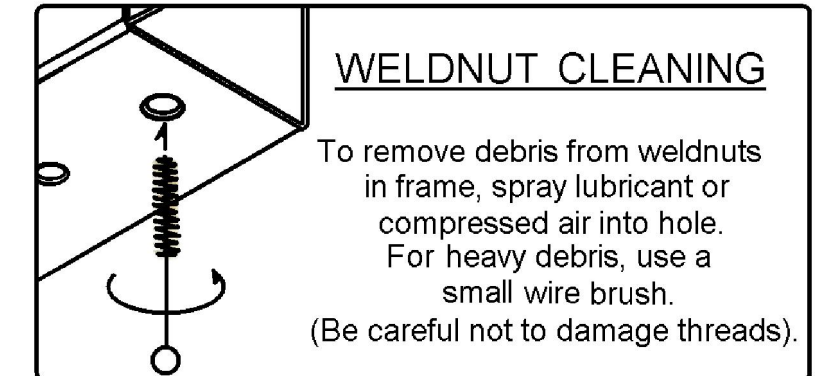 WELDNUT CLEANING
To remove debris from weldnuts
in frame, spray lubricant or
compressed air into hole.
For heavy debris, use a
small wire brush.
(Be careful not to damage threads).